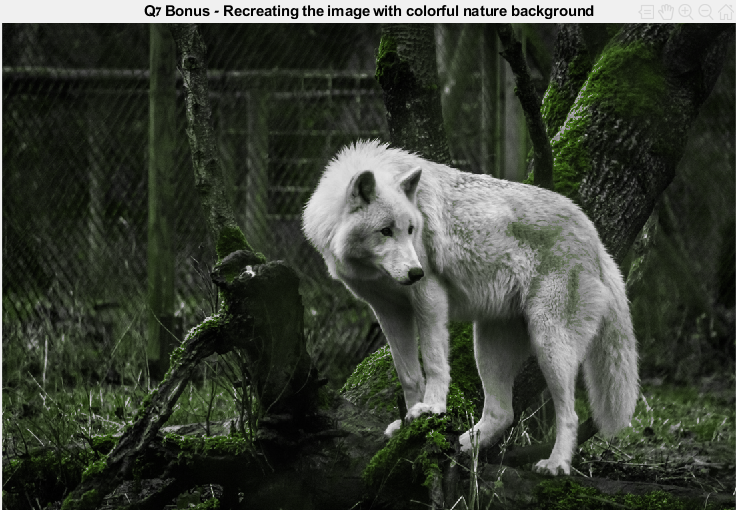 Q7 Bonus - Recreating the image with colorful nature background